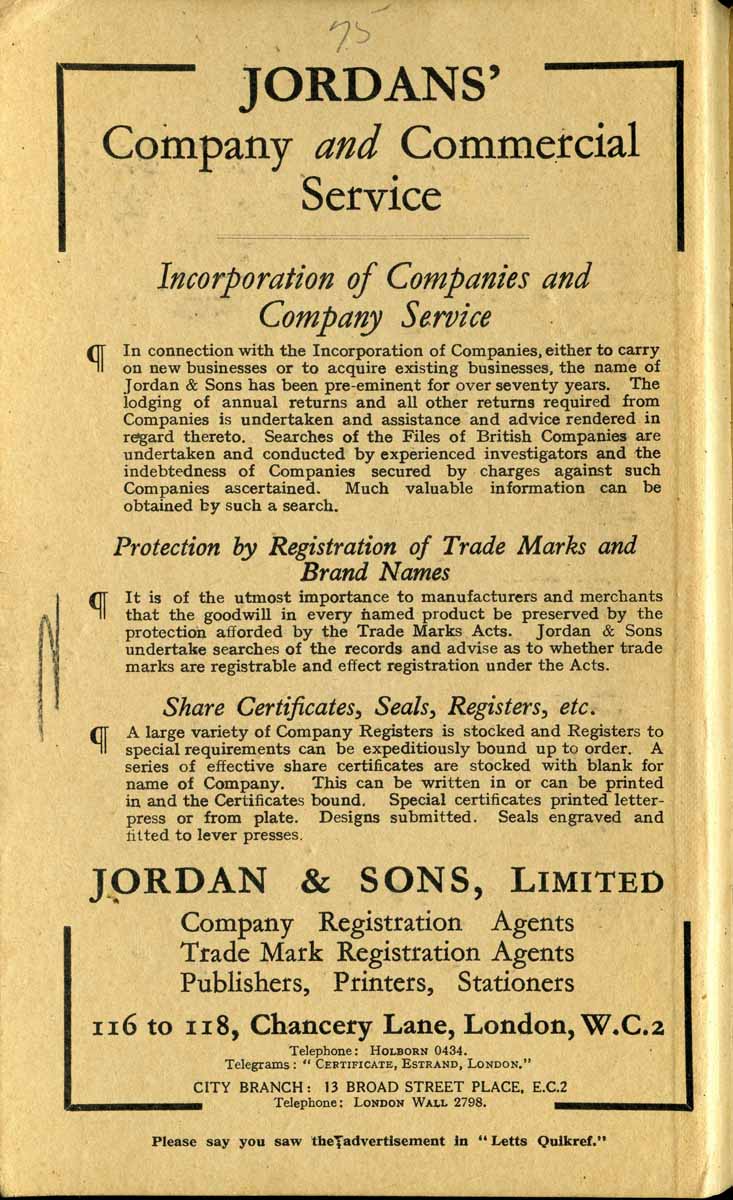 75
JORDANS’
Company and Commercial
Service
Incorporation of Companies and
Company Service
¶ In connection with the Incorporation of Companies, either to carry
on new businesses or to acquire existing businesses, the name of
Jordan & Sons has been pre-eminent for over seventy years. The
lodging of annual returns and all other returns required from
Companies is undertaken and assistance and advice rendered in
regard thereto. Searches of the Files of British Companies are
undertaken and conducted by experienced investigators and the
indebtedness of Companies secured by charges against such
Companies ascertained. Much valuable information can be
obtained by such a search.
Protection by Registration of Trade Marks and
Brand Names
¶ It is of the utmost importance to manufacturers and merchants
that the goodwill in every named product be preserved by the
protection afforded by the Trade Marks Acts. Jordan & Sons
undertake searches of the records and advise as to whether trade
marks are registrable and effect registration under the Acts.
Share Certificates, Seals, Registers, etc.
¶ A large variety of Company Registers is stocked and Registers to
special requirements can be expeditiously bound up to order. A
series of effective share certificates are stocked with blank for
name of Company. This can be written in or can be printed
in and the Certificates bound. Special certificates printed letter-
press or from plate. Designs submitted. Seals engraved and
fitted to lever presses.
JORDAN & SONS, LIMITED
Company Registration Agents
Trade Mark Registration Agents
Publishers, Printers, Stationers
116 to 118, Chancery Lane, London, W.C.2
Telephone: HOLBORN 0434.
Telegrams: “ CERTIFICATE, ESTRAND, LONDON.”
CITY BRANCH: 13 BROAD STREET PLACE, E.C.2
Telephone: LONDON WALL 2798.
Please say you saw the advertisement in “ Letts Quikref.”